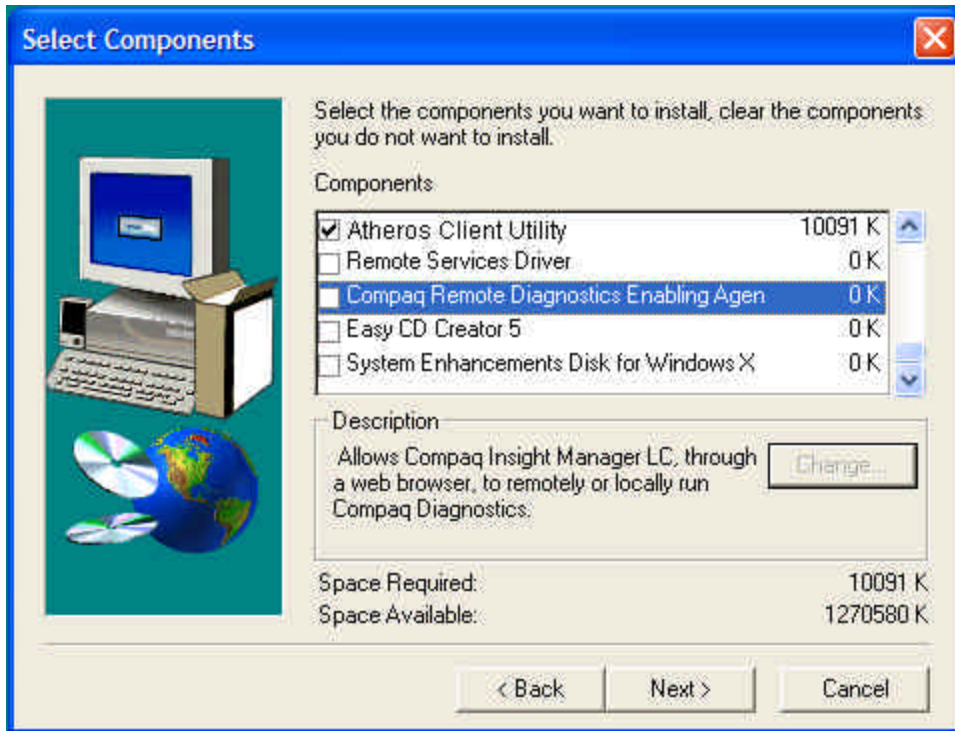 Select Components
Select the components you want to install, clear the components
you do not want to install.
Components
Atheros Client Utility 10091 K
Remote Services Driver 0 K
Compaq Remote Diagnostics Enabling Agen 0 K
Easy CD Creator 5 0 K
System Enhancements Disk for Windows X 0 K
Description
Allows Compaq Insight Manager LC, through
a web browser, to remotely or locally run
Compaq Diagnostics.
Change...
Space Required: 10091 K
Space Available: 1270580 K
< Back Next > Cancel